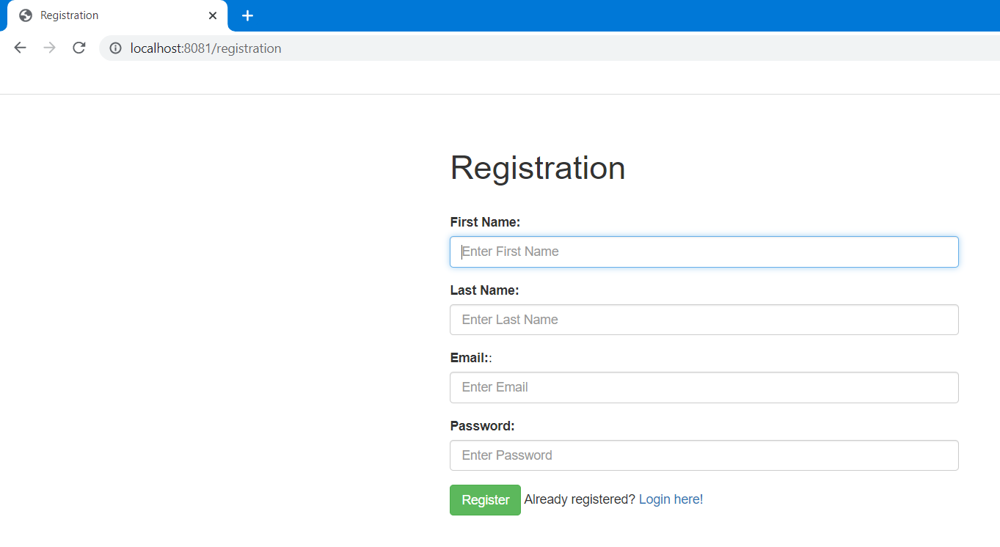 Registration
localhost:8081/registration
Registration
First Name:
Enter First Name
Last Name:
Enter Last Name
Email::
Enter Email
Password:
Enter Password
Register Already registered? Login here!